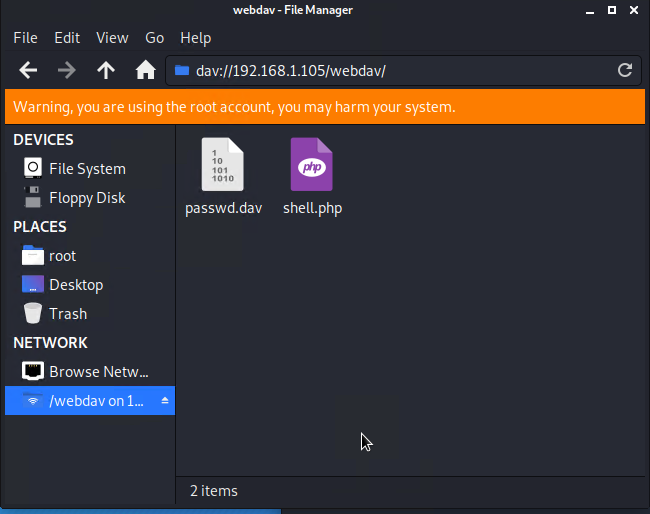 webdav - File Manager
File Edit View Go Help
dav://192.168.1.105/webdav/
Warning, you are using the root account, you may harm your system.
DEVICES
File System
Floppy Disk
PLACES
root
Desktop
Trash
NETWORK
Browse Netw...
/webdav on 1...
1
10
101
1010
passwd.dav
php
shell.php
2 items